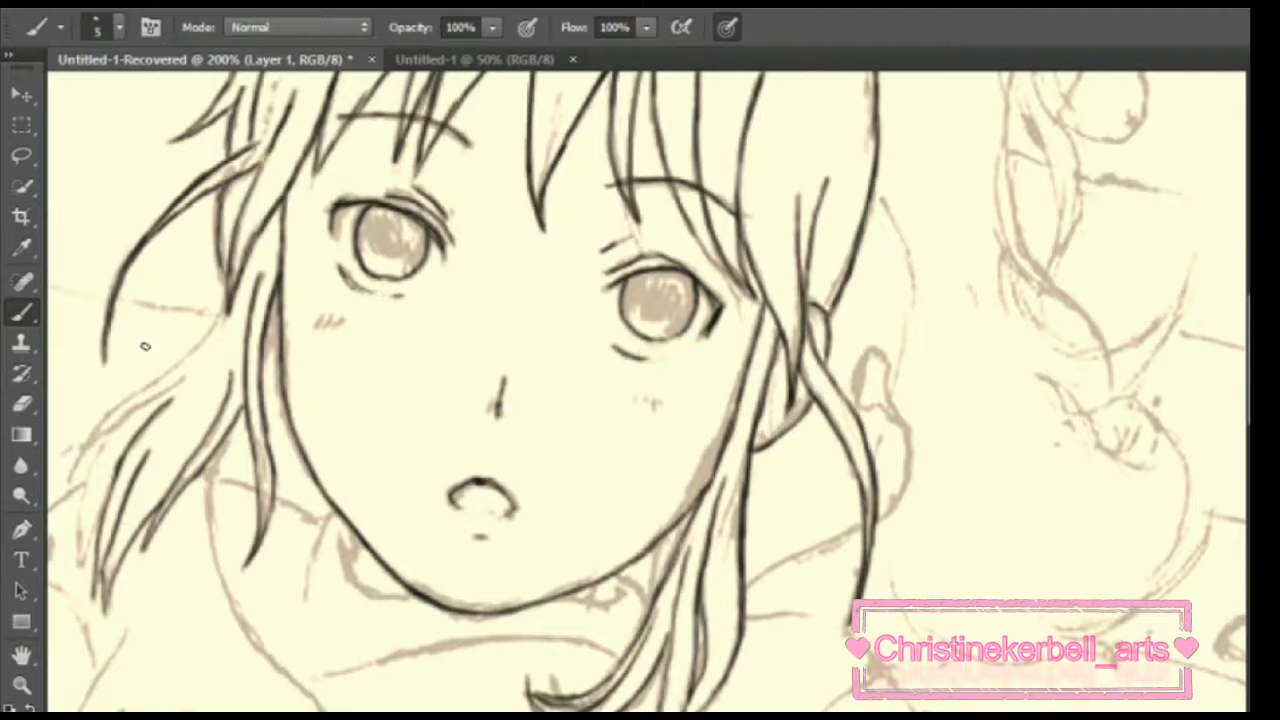 5 Mode: Normal Opacity: 100% Flow: 100%
Untitled-1-Recovered @ 200% (Layer 1, RGB/8) * × Untitled-1 @ 50% (RGB/8) ×
T
Christinekerbell_arts